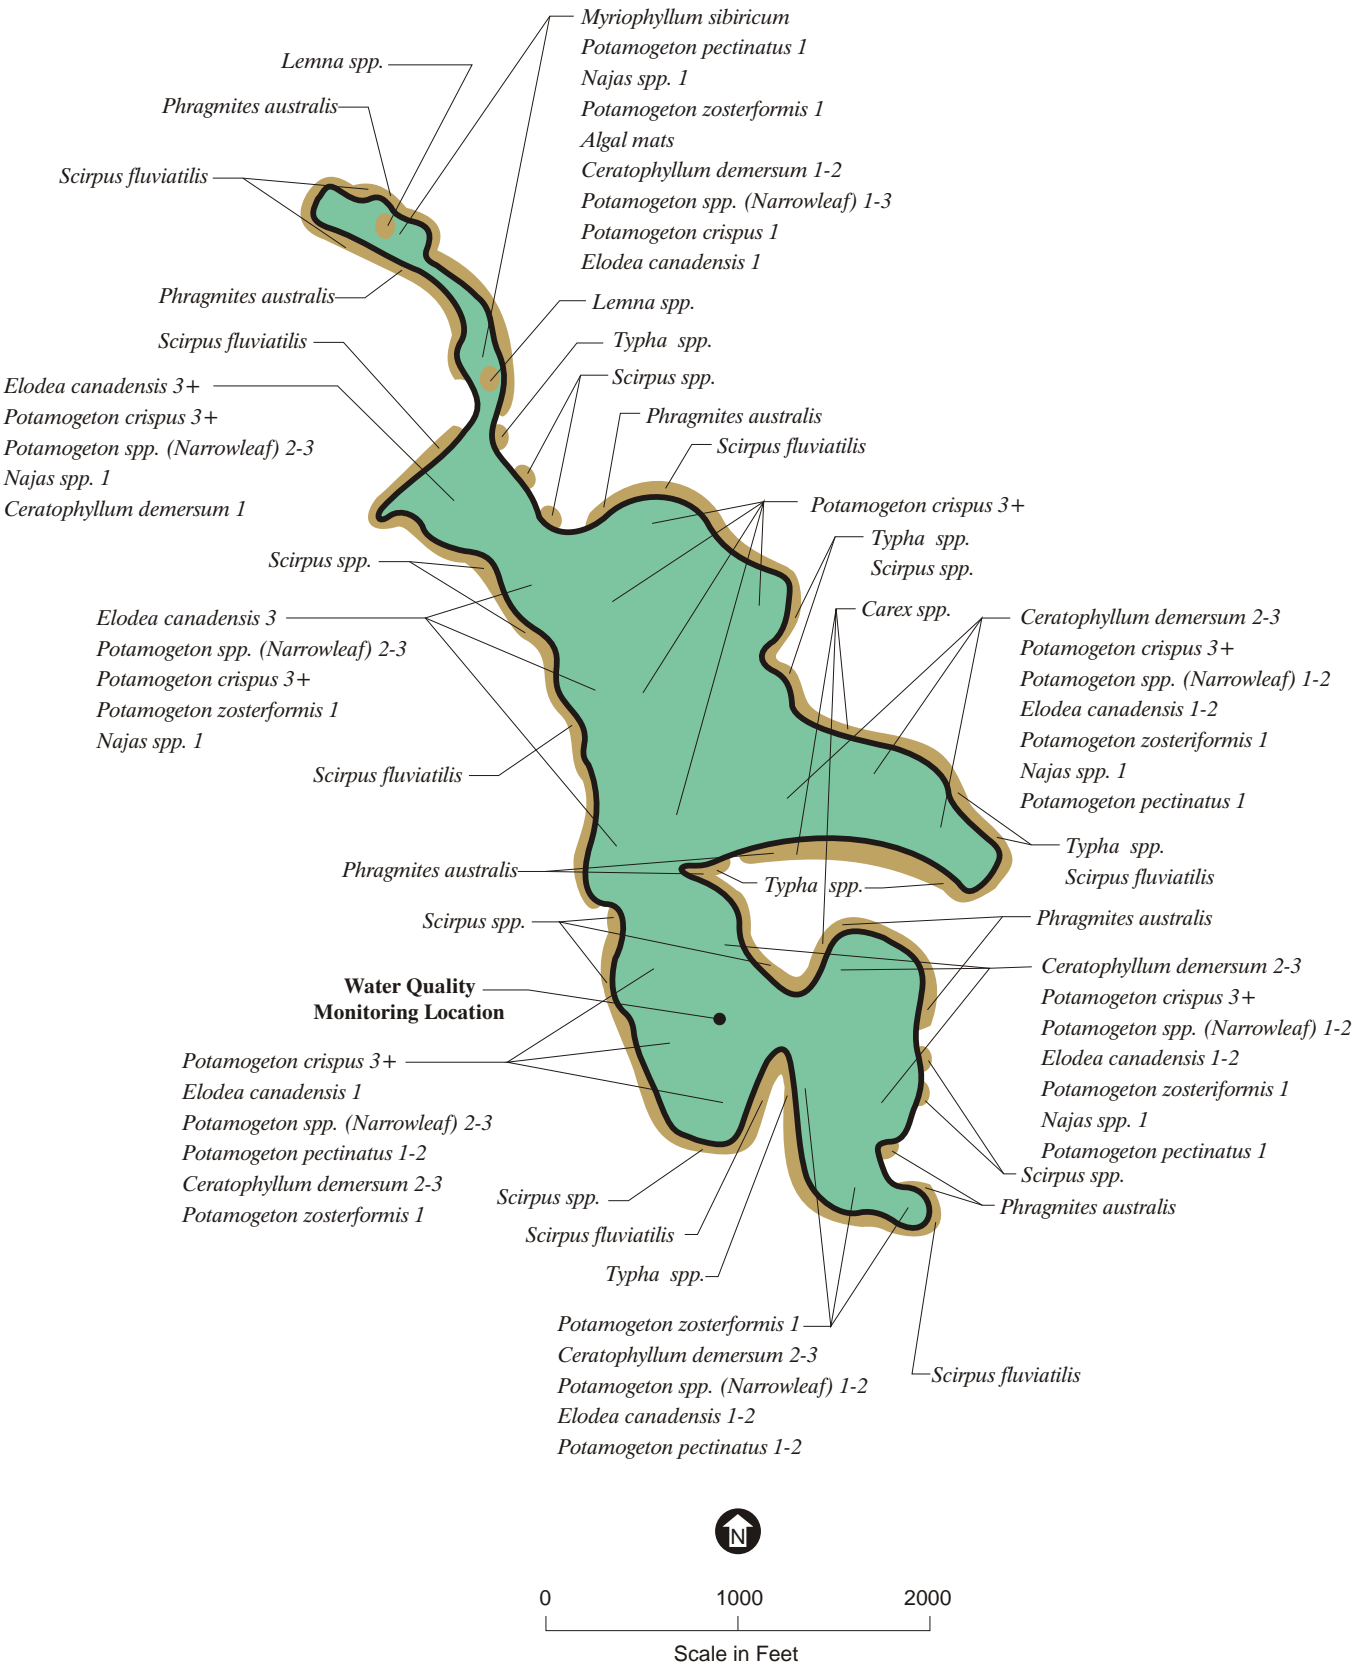 Myriophyllum sibiricum
Potamogeton pectinatus 1
Najas spp. 1
Potamogeton zosterformis 1
Algal mats
Ceratophyllum demersum 1-2
Potamogeton spp. (Narrowleaf) 1-3
Potamogeton crispus 1
Elodea canadensis 1
Lemna spp.
Phragmites australis
Scirpus fluviatilis
Phragmites australis
Scirpus fluviatilis
Lemna spp.
Typha spp.
Scirpus spp.
Phragmites australis
Scirpus fluviatilis
Elodea canadensis 3+
Potamogeton crispus 3+
Potamogeton spp. (Narrowleaf) 2-3
Najas spp. 1
Ceratophyllum demersum 1
Potamogeton crispus 3+
Typha spp.
Scirpus spp.
Carex spp.
Scirpus spp.
Elodea canadensis 3
Potamogeton spp. (Narrowleaf) 2-3
Potamogeton crispus 3+
Potamogeton zosterformis 1
Najas spp. 1
Ceratophyllum demersum 2-3
Potamogeton crispus 3+
Potamogeton spp. (Narrowleaf) 1-2
Elodea canadensis 1-2
Potamogeton zosteriformis 1
Najas spp. 1
Potamogeton pectinatus 1
Scirpus fluviatilis
Typha spp.
Scirpus fluviatilis
Phragmites australis
Typha spp.
Scirpus spp.
Phragmites australis
Water Quality
Monitoring Location
Ceratophyllum demersum 2-3
Potamogeton crispus 3+
Potamogeton spp. (Narrowleaf) 1-2
Elodea canadensis 1-2
Potamogeton zosteriformis 1
Najas spp. 1
Potamogeton pectinatus 1
Potamogeton crispus 3+
Elodea canadensis 1
Potamogeton spp. (Narrowleaf) 2-3
Potamogeton pectinatus 1-2
Ceratophyllum demersum 2-3
Potamogeton zosterformis 1
Scirpus spp.
Phragmites australis
Scirpus spp.
Scirpus fluviatilis
Typha spp.
Potamogeton zosterformis 1
Ceratophyllum demersum 2-3
Potamogeton spp. (Narrowleaf) 1-2
Elodea canadensis 1-2
Potamogeton pectinatus 1-2
Scirpus fluviatilis
N
0 1000 2000
Scale in Feet